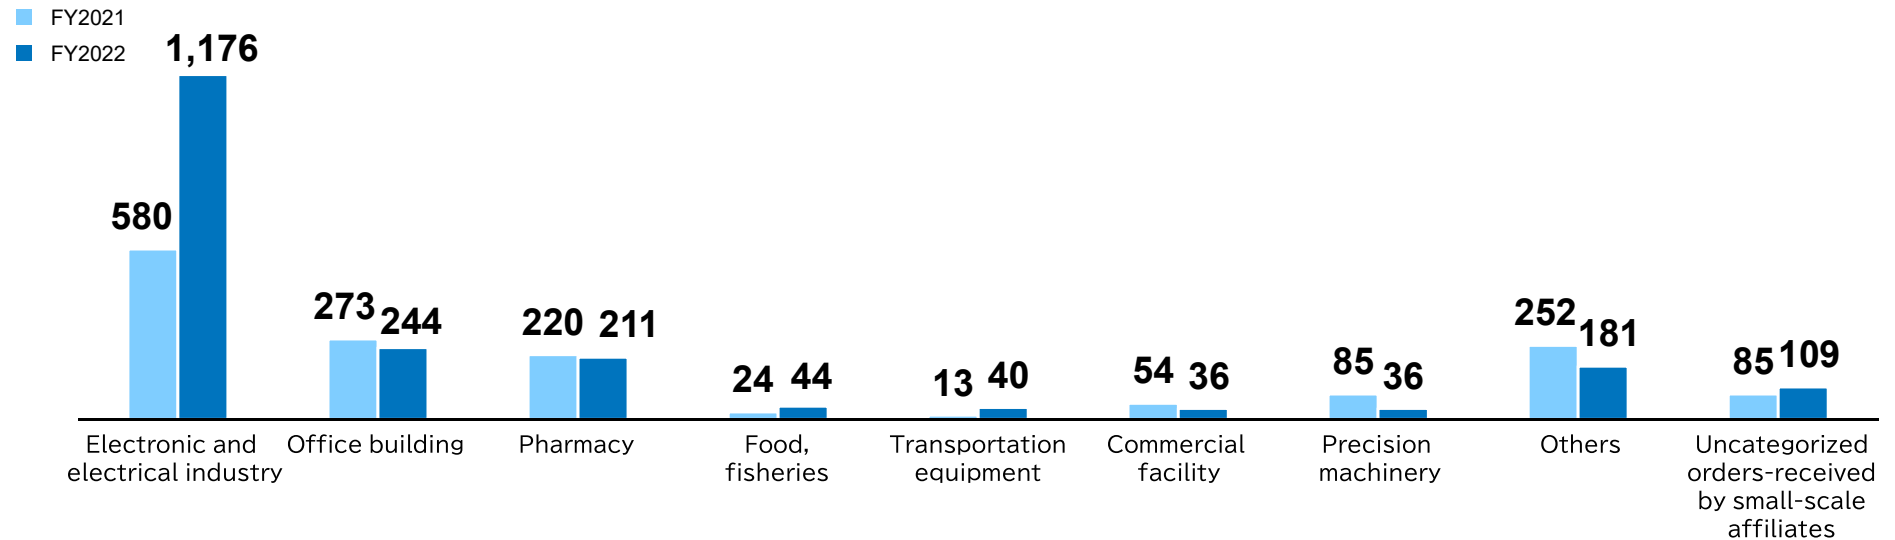 FY2021
FY2022
1,176
580
273
244
220
211
24
44
13
40
54
36
85
36
252
181
85
109
Electronic and
electrical industry
Office building
Pharmacy
Food,
fisheries
Transportation
equipment
Commercial
facility
Precision
machinery
Others
Uncategorized
orders-received
by small-scale
affiliates